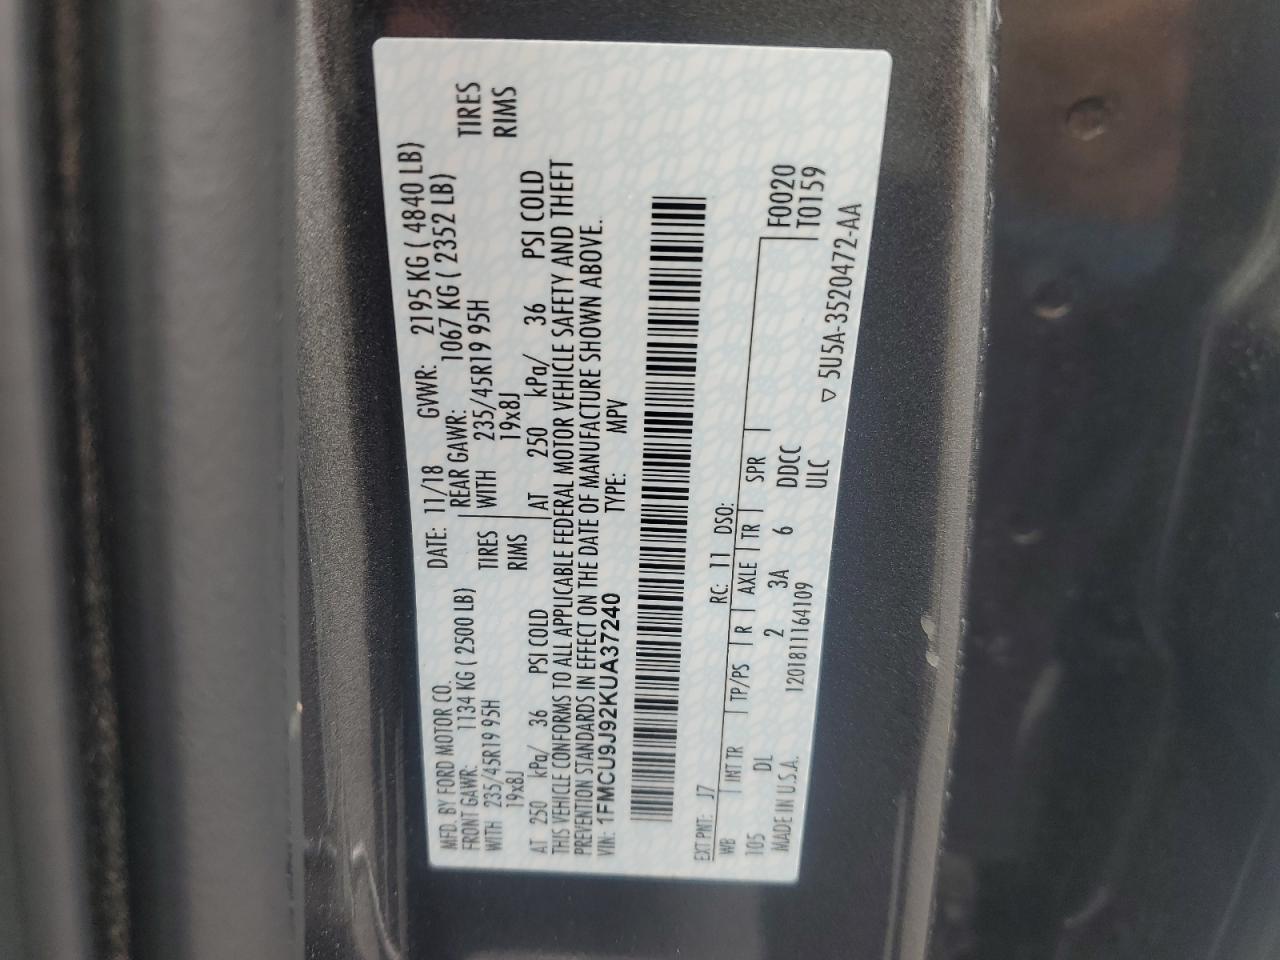 MFD. BY FORD MOTOR CO. DATE: 11/18 GVWR: 2195 KG ( 4840 LB)
FRONT GAWR: 1134 KG ( 2500 LB) REAR GAWR: 1067 KG ( 2352 LB)
WITH 235/45R19 95H TIRES WITH 235/45R19 95H TIRES
19x8J RIMS 19x8J RIMS
AT 250 kPa/ 36 PSI COLD AT 250 kPa/ 36 PSI COLD
THIS VEHICLE CONFORMS TO ALL APPLICABLE FEDERAL MOTOR VEHICLE SAFETY AND THEFT
PREVENTION STANDARDS IN EFFECT ON THE DATE OF MANUFACTURE SHOWN ABOVE.
VIN: 1FMCU9J92KUA37240 TYPE: MPV
EXT PNT: J7 RC: 11 DSO: F0020
WB INT TR TP/PS R AXLE TR SPR T0159
105 DL 2 3A 6 DDCC
MADE IN U.S.A. 1201811164109 ULC ▽ 5U5A-3520472-AA